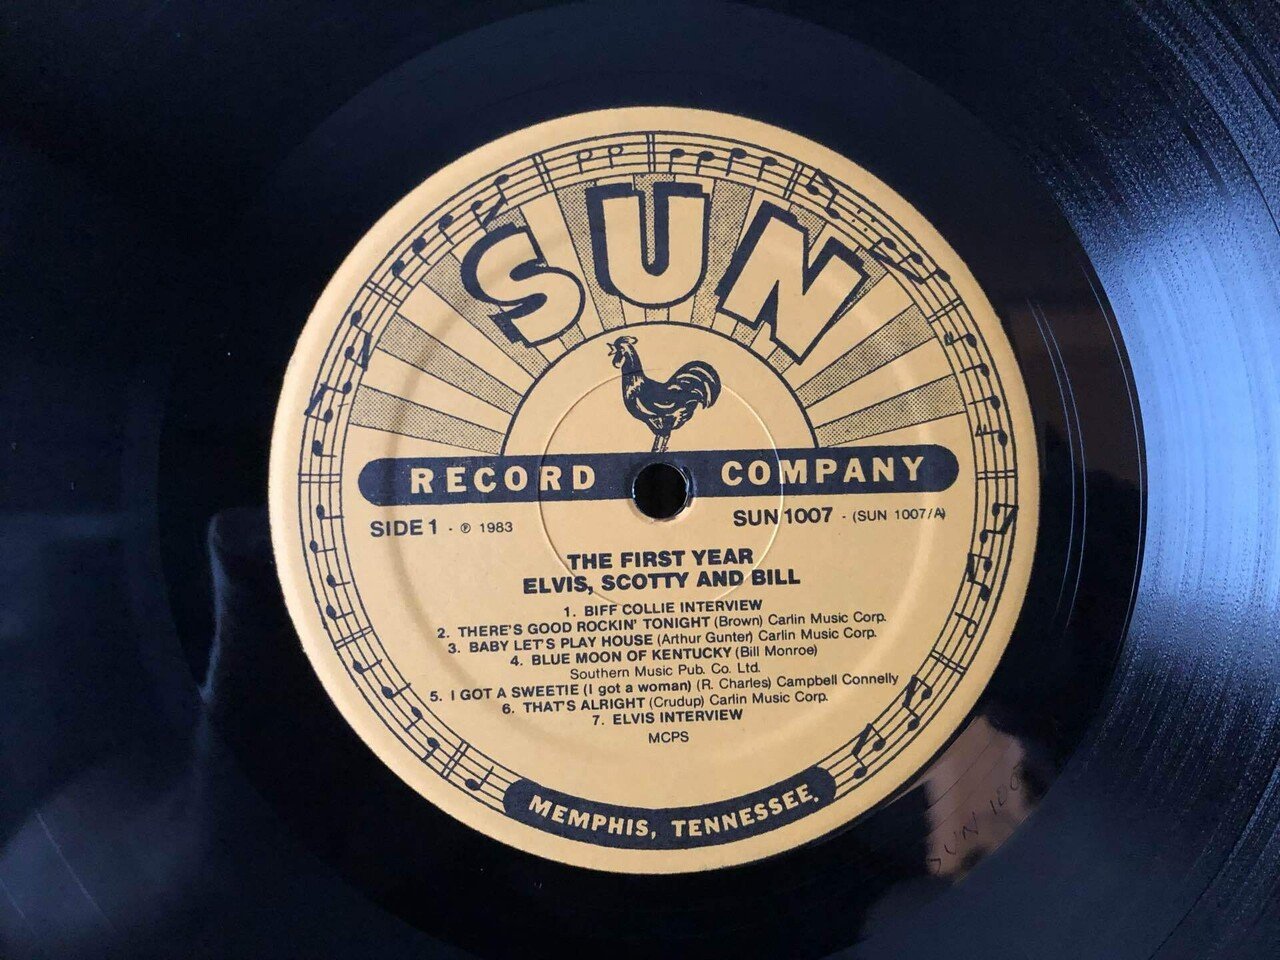 SUN
RECORD COMPANY
SIDE 1 - ℗ 1983
SUN 1007 - (SUN 1007/A)
THE FIRST YEAR
ELVIS, SCOTTY AND BILL
1. BIFF COLLIE INTERVIEW
2. THERE'S GOOD ROCKIN' TONIGHT (Brown) Carlin Music Corp.
3. BABY LET'S PLAY HOUSE (Arthur Gunter) Carlin Music Corp.
4. BLUE MOON OF KENTUCKY (Bill Monroe)
Southern Music Pub. Co. Ltd.
5. I GOT A SWEETIE (I got a woman) (R. Charles) Campbell Connelly
6. THAT'S ALRIGHT (Crudup) Carlin Music Corp.
7. ELVIS INTERVIEW
MCPS
MEMPHIS, TENNESSEE.
SUN